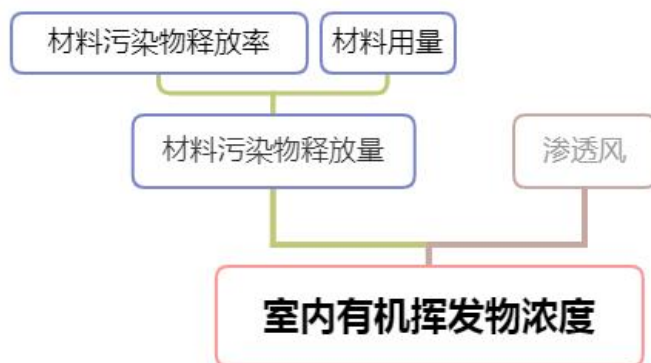 材料污染物释放率
材料用量
材料污染物释放量
渗透风
室内有机挥发物浓度